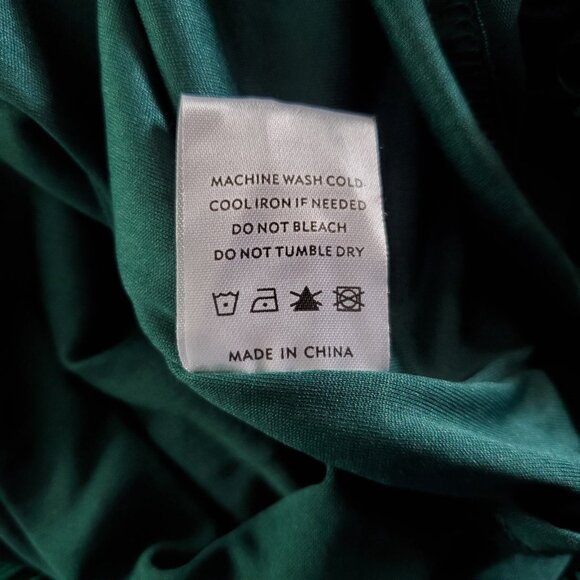 MACHINE WASH COLD
COOL IRON IF NEEDED
DO NOT BLEACH
DO NOT TUMBLE DRY
MADE IN CHINA